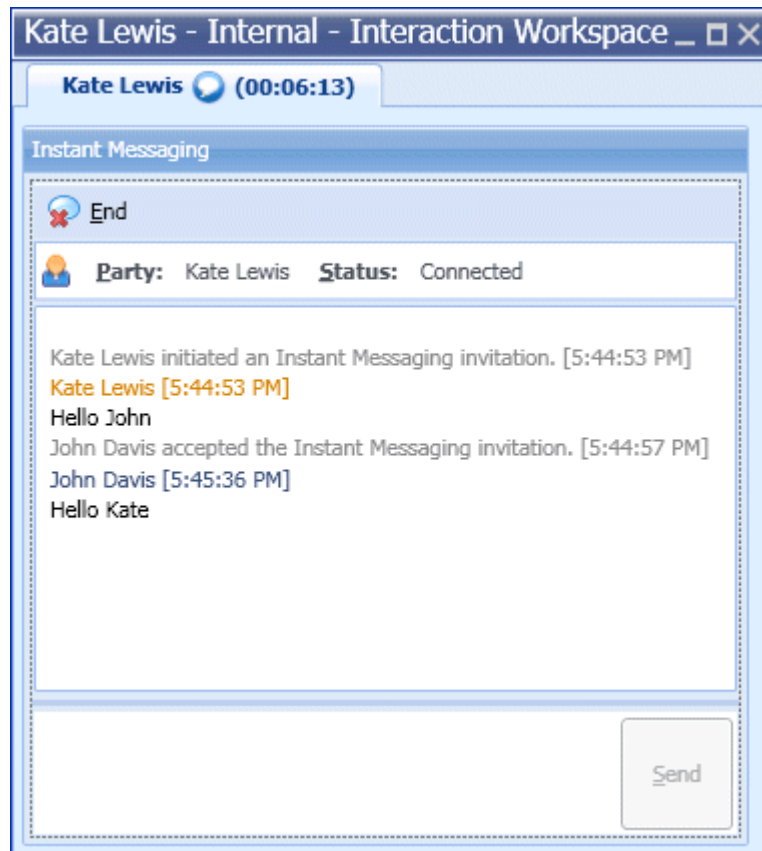 Kate Lewis - Internal - Interaction Workspace
Kate Lewis (00:06:13)
Instant Messaging
End
Party: Kate Lewis Status: Connected
Kate Lewis initiated an Instant Messaging invitation. [5:44:53 PM]
Kate Lewis [5:44:53 PM]
Hello John
John Davis accepted the Instant Messaging invitation. [5:44:57 PM]
John Davis [5:45:36 PM]
Hello Kate
Send